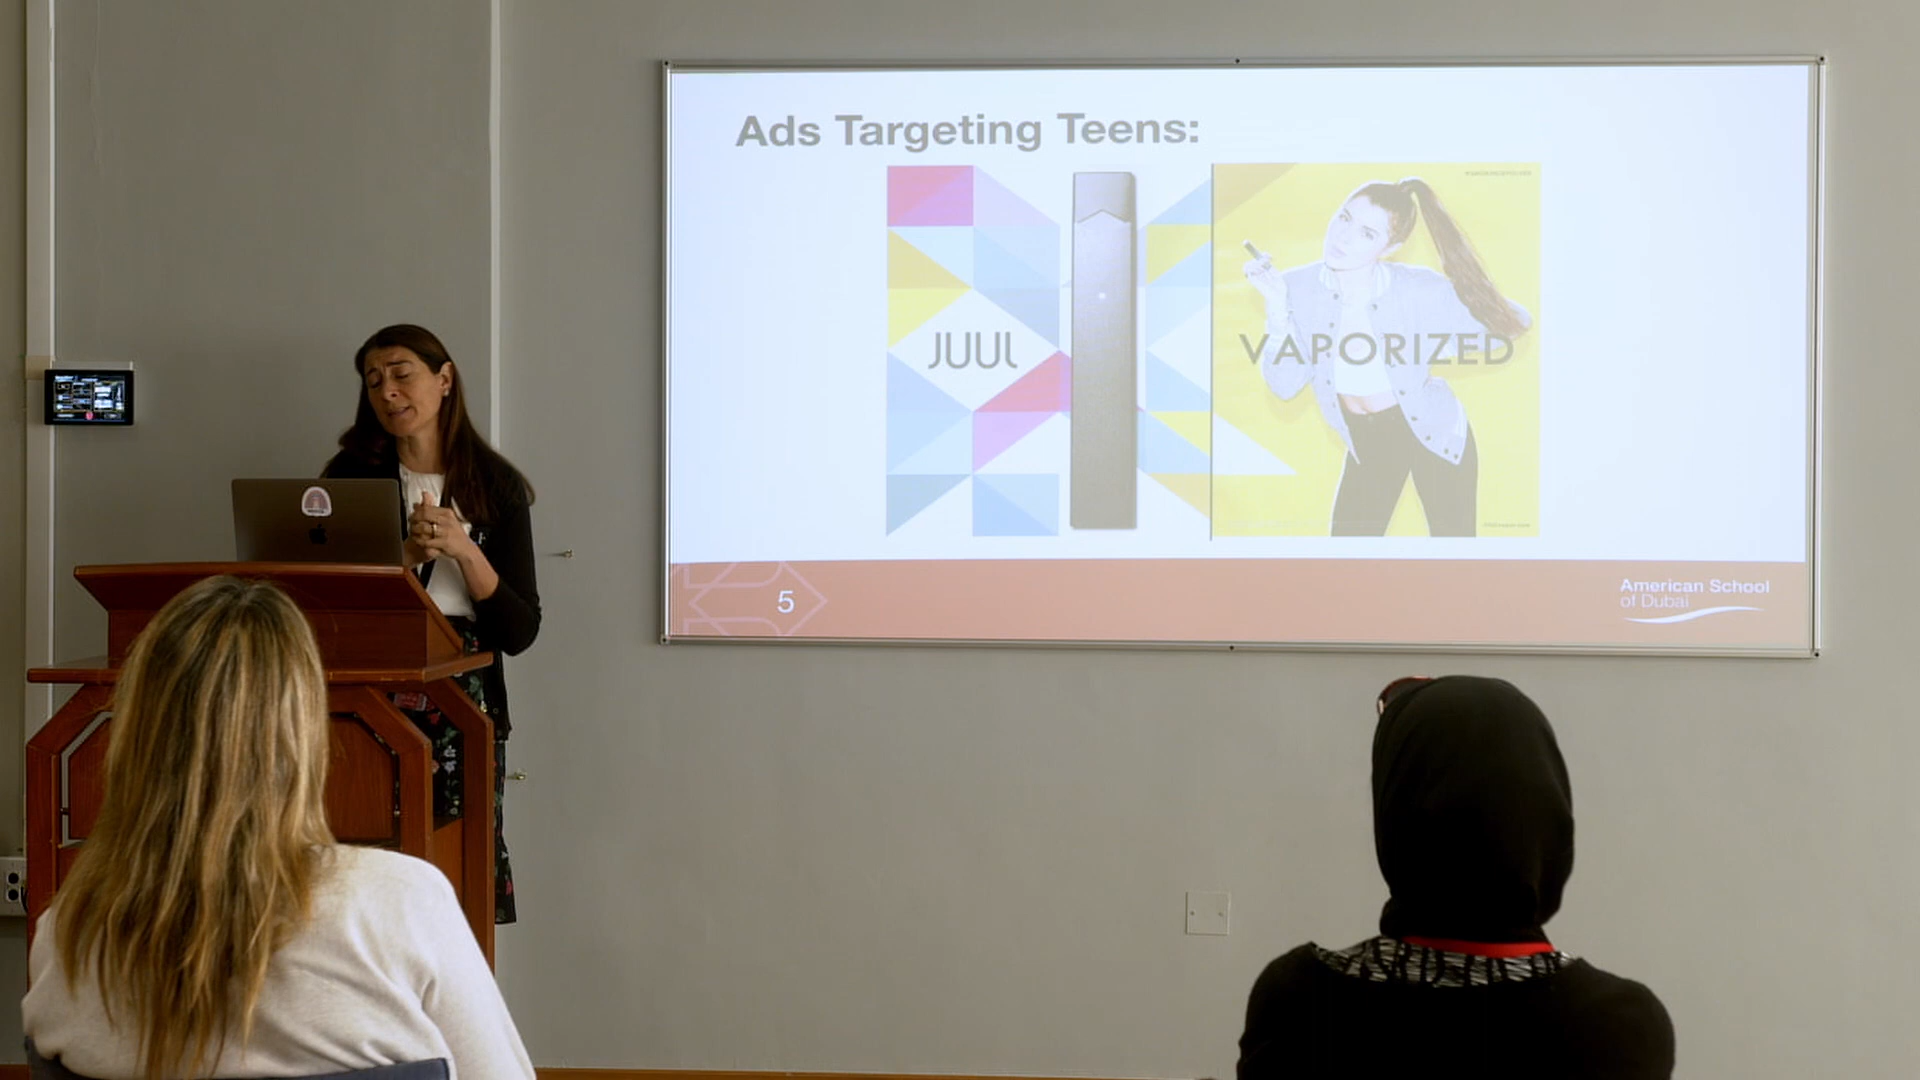 Ads Targeting Teens:
JUUL
VAPORIZED
5
American School
of Dubai